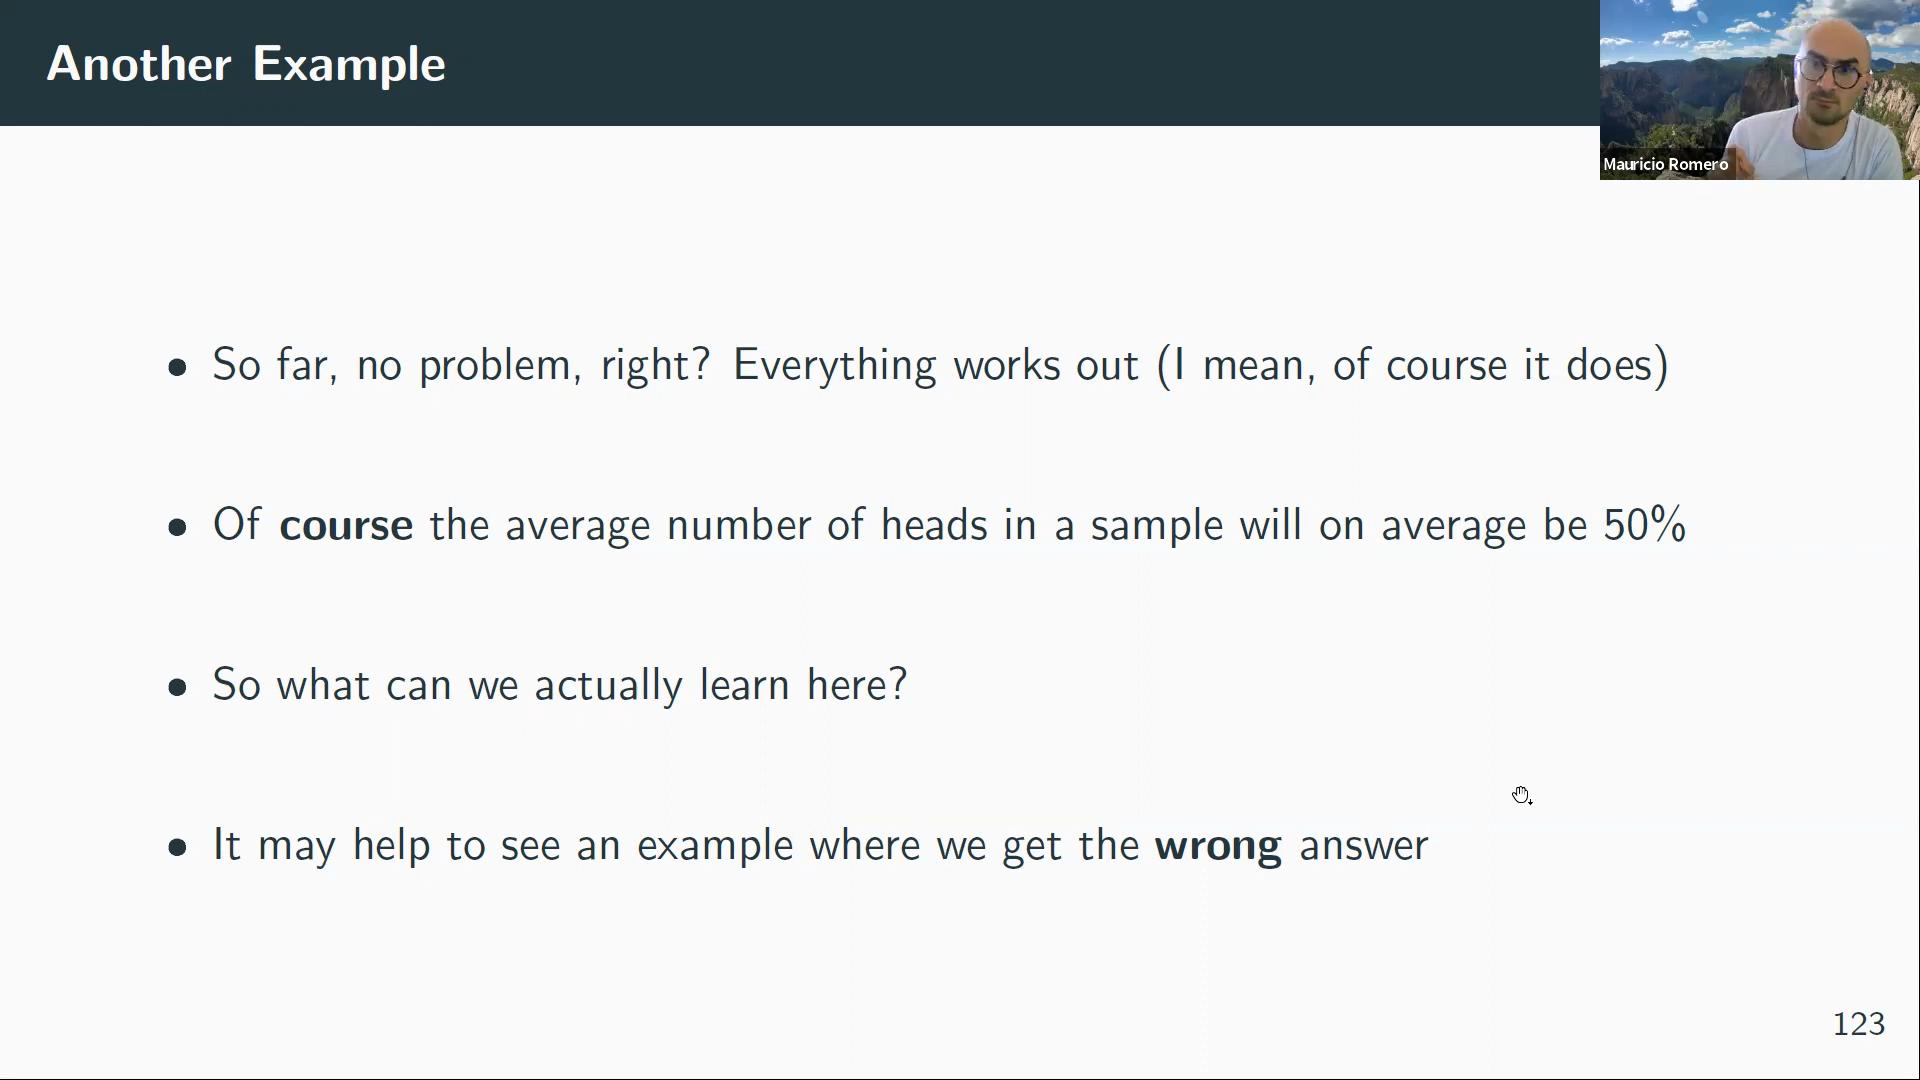 Another Example
Mauricio Romero
• So far, no problem, right? Everything works out (I mean, of course it does)
• Of course the average number of heads in a sample will on average be 50%
• So what can we actually learn here?
• It may help to see an example where we get the wrong answer
123